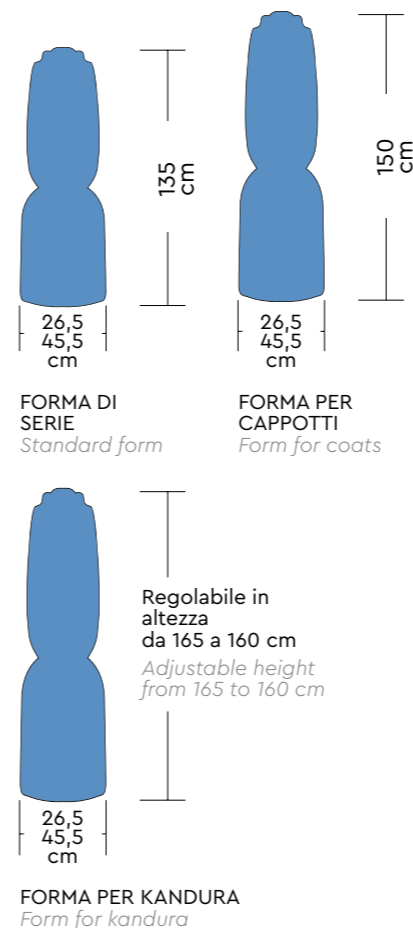 135
cm
26,5
45,5
cm
FORMA DI
SERIE
Standard form
150
cm
26,5
45,5
cm
FORMA PER
CAPPOTTI
Form for coats
Regolabile in
altezza
da 165 a 160 cm
Adjustable height
from 165 to 160 cm
26,5
45,5
cm
FORMA PER KANDURA
Form for kandura